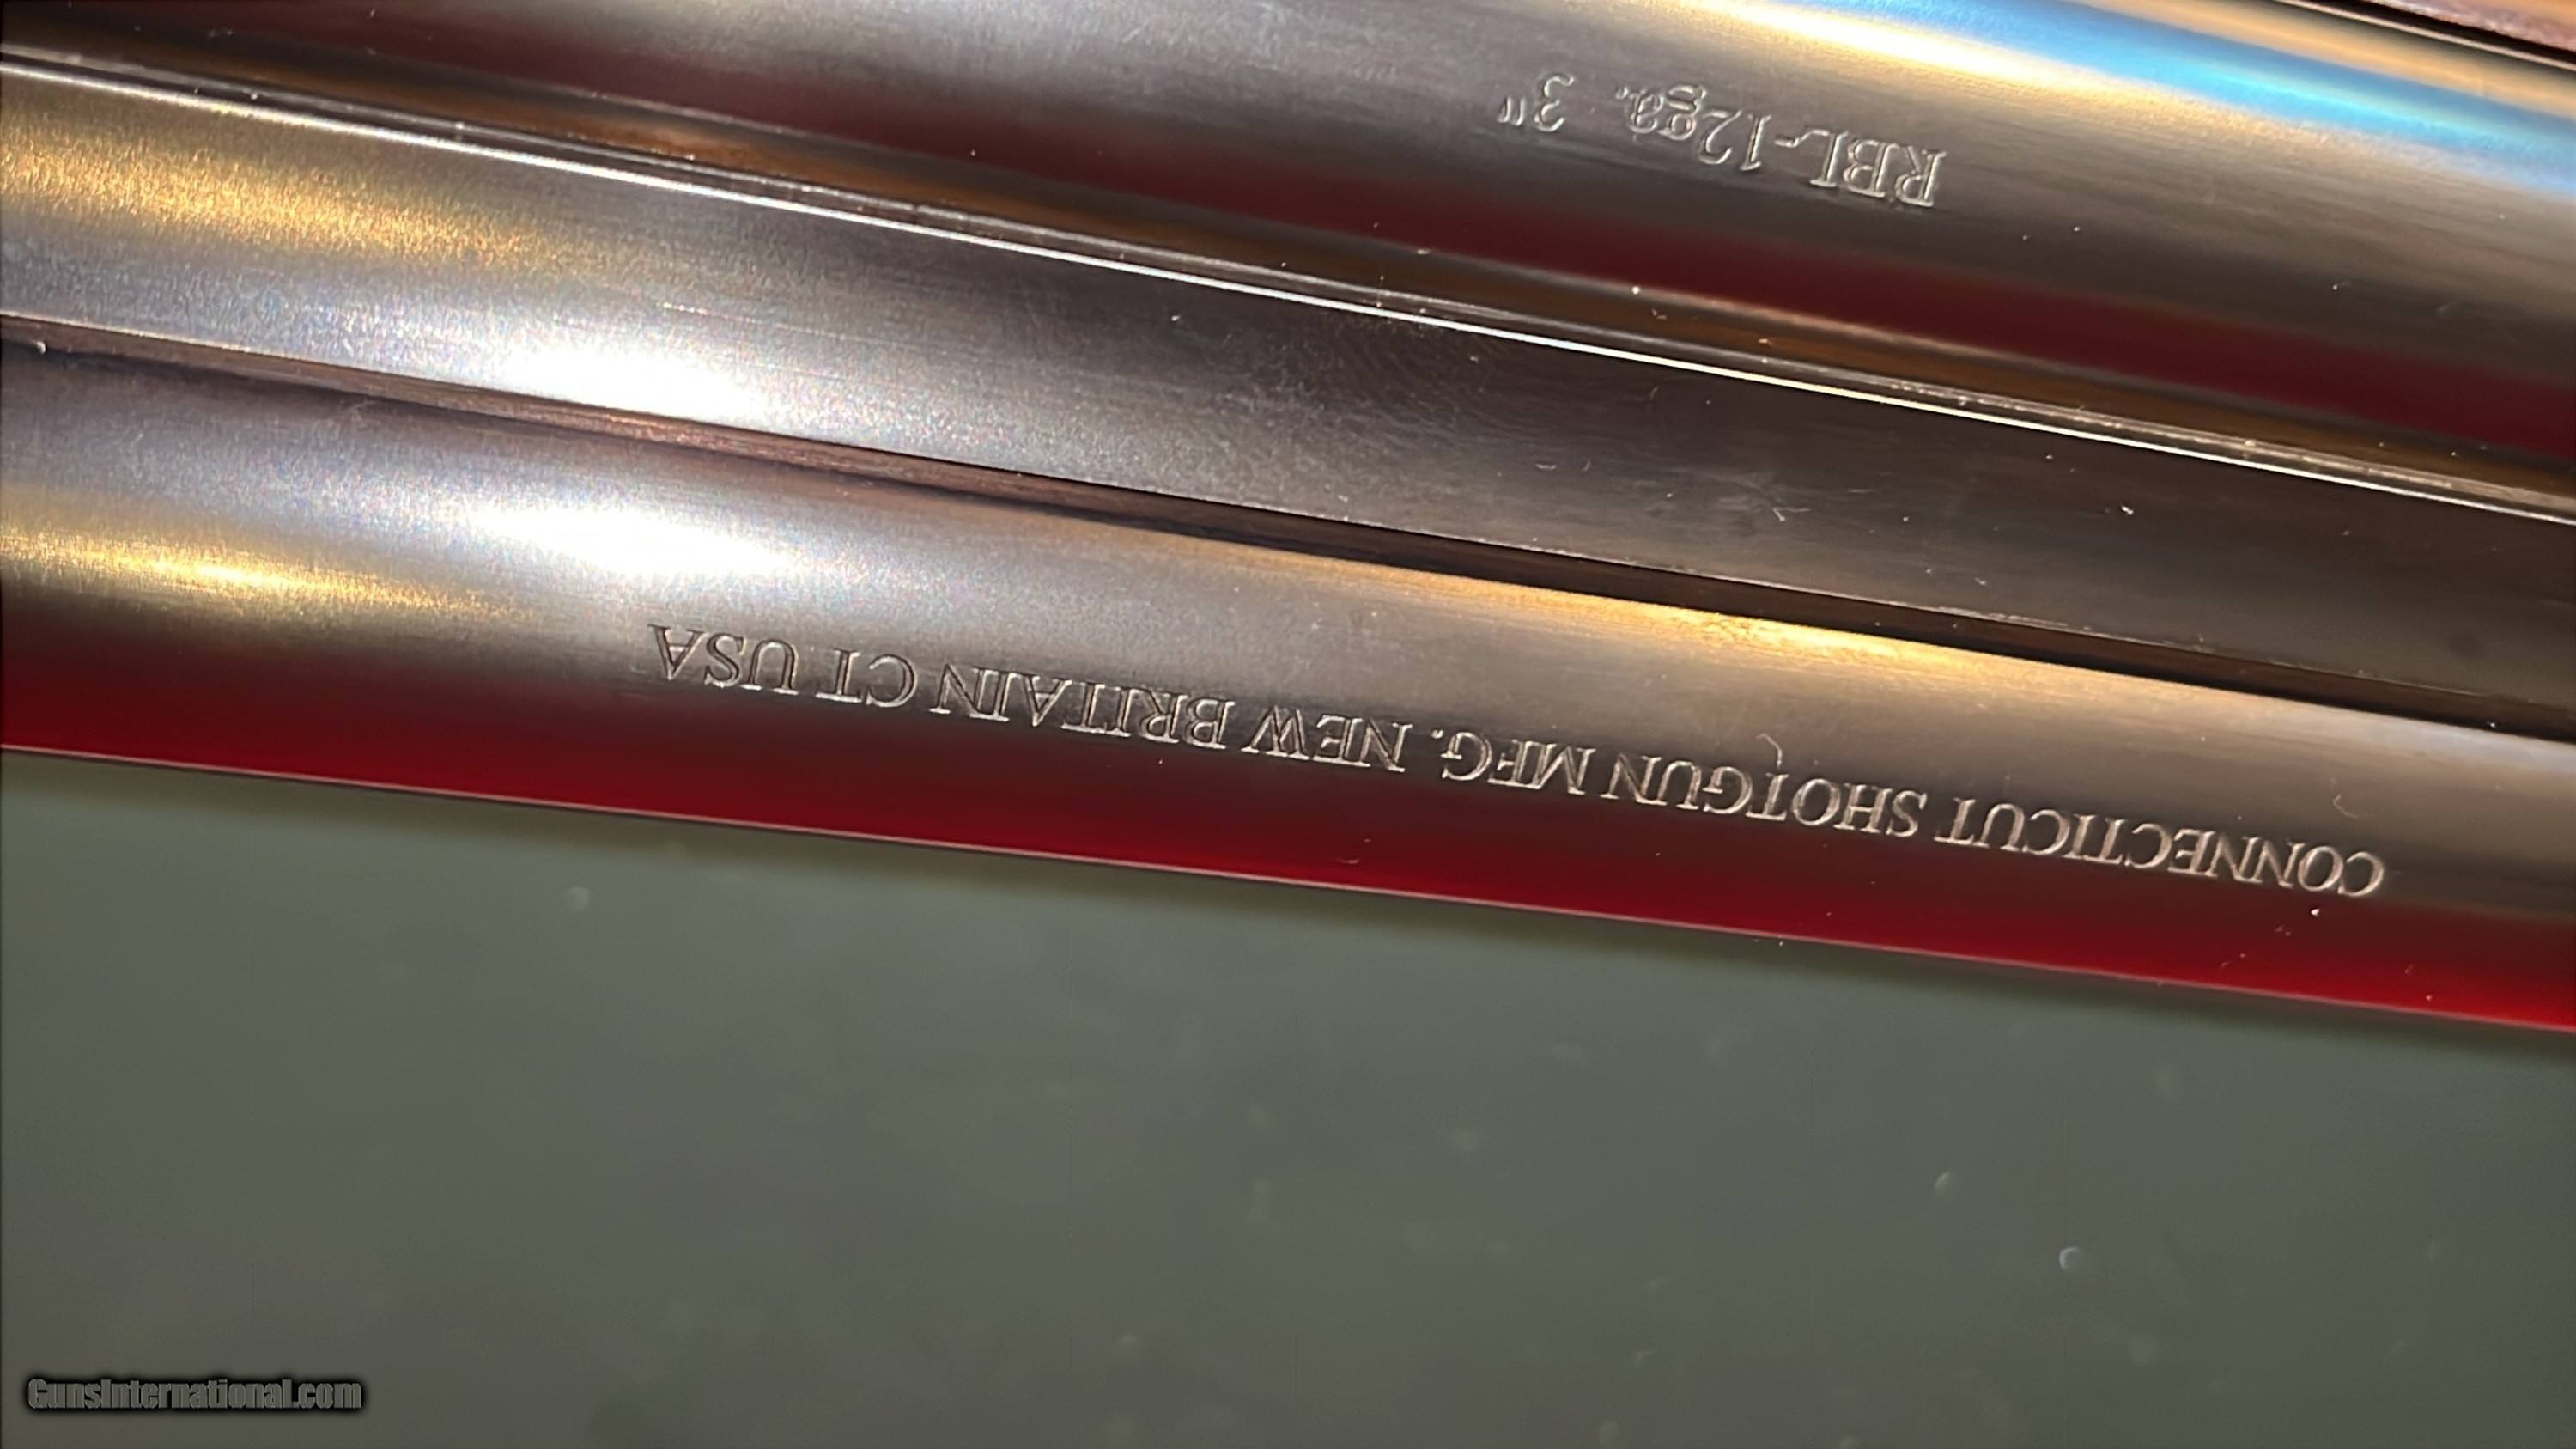 RBL-12ga. 3"
CONNECTICUT SHOTGUN MFG. NEW BRITAIN CT USA
GunsInternational.com